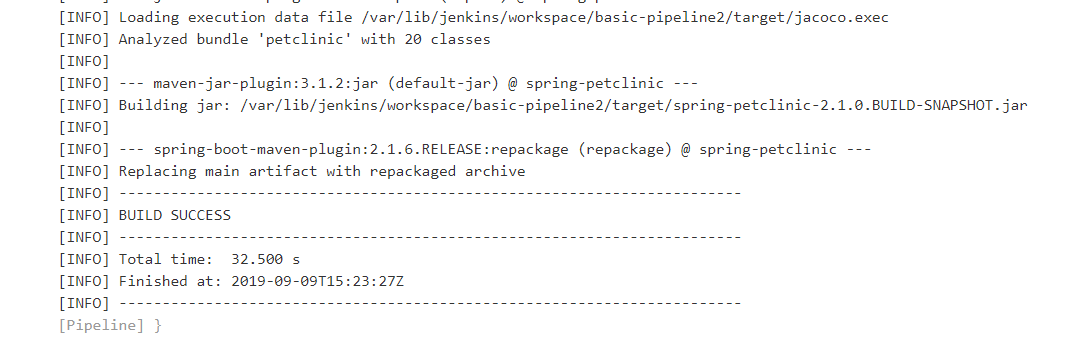 [INFO] Loading execution data file /var/lib/jenkins/workspace/basic-pipeline2/target/jacoco.exec
[INFO] Analyzed bundle 'petclinic' with 20 classes
[INFO]
[INFO] --- maven-jar-plugin:3.1.2:jar (default-jar) @ spring-petclinic ---
[INFO] Building jar: /var/lib/jenkins/workspace/basic-pipeline2/target/spring-petclinic-2.1.0.BUILD-SNAPSHOT.jar
[INFO]
[INFO] --- spring-boot-maven-plugin:2.1.6.RELEASE:repackage (repackage) @ spring-petclinic ---
[INFO] Replacing main artifact with repackaged archive
[INFO] ------------------------------------------------------------------------
[INFO] BUILD SUCCESS
[INFO] ------------------------------------------------------------------------
[INFO] Total time:  32.500 s
[INFO] Finished at: 2019-09-09T15:23:27Z
[INFO] ------------------------------------------------------------------------
[Pipeline] }